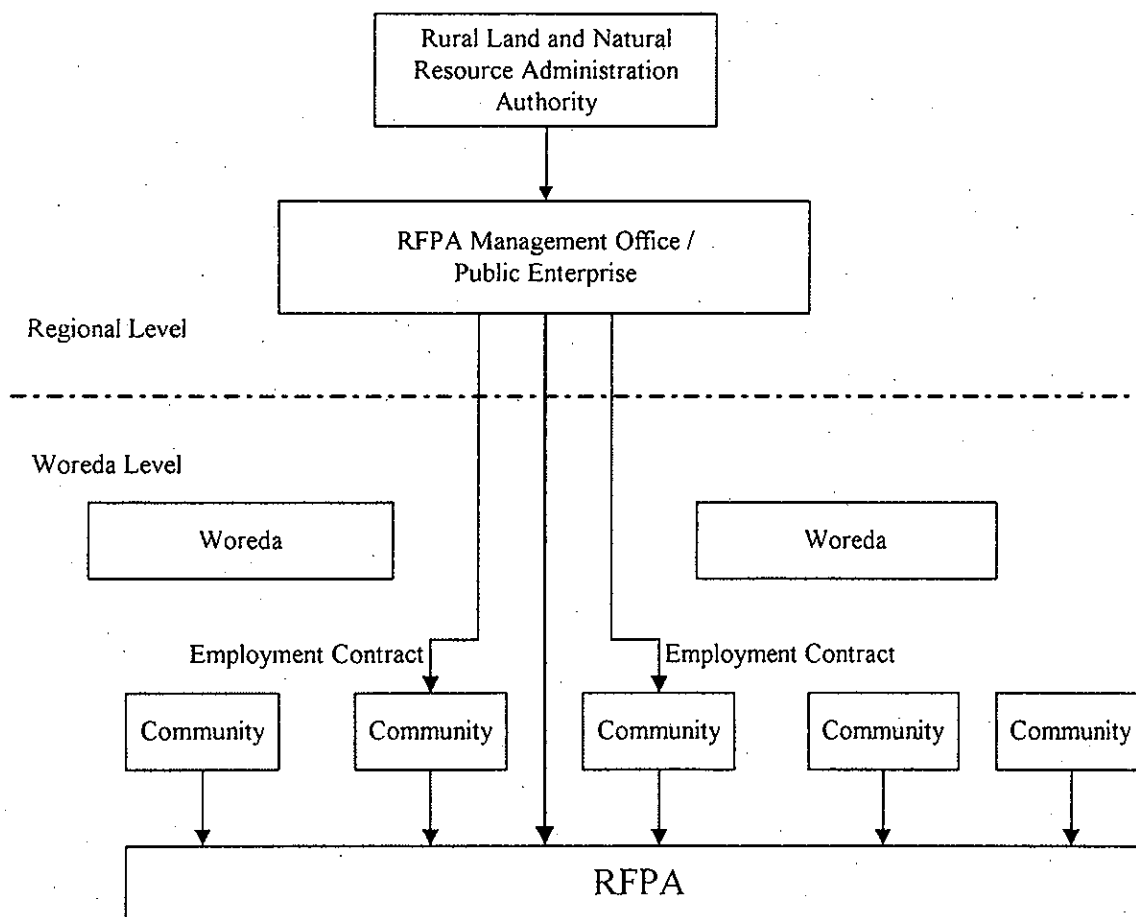 Rural Land and Natural
Resource Administration
Authority
RFPA Management Office /
Public Enterprise
Regional Level
Woreda Level
Woreda
Woreda
Employment Contract
Employment Contract
Community
Community
Community
Community
Community
RFPA